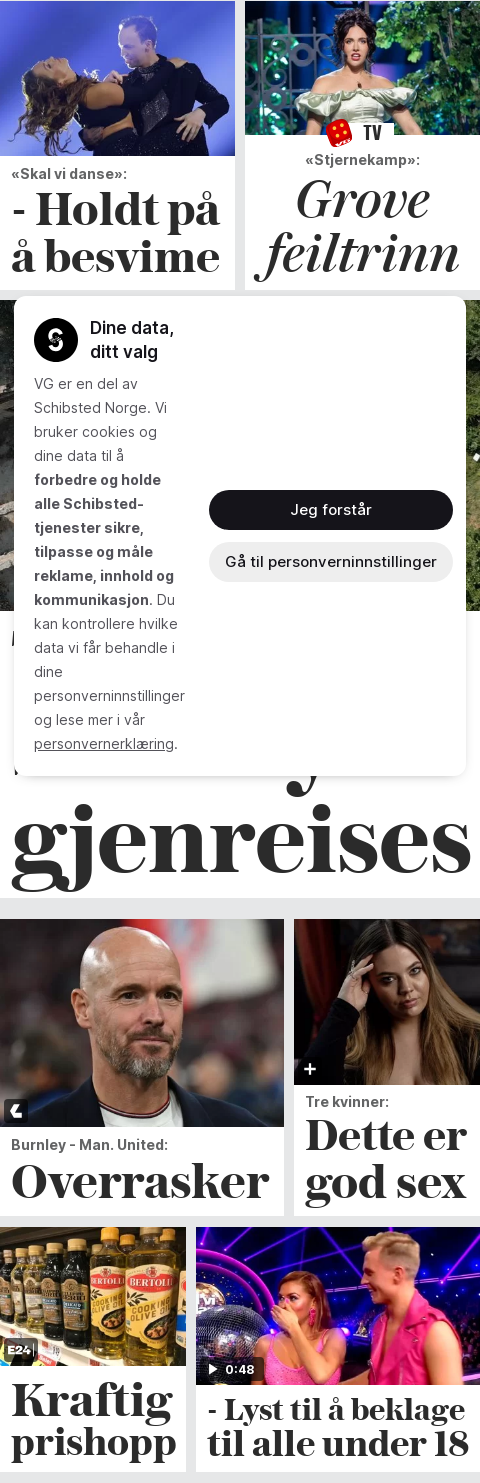 «Skal vi danse»:
- Holdt på
å besvime
TV
«Stjernekamp»:
Grove
feiltrinn
Dine data,
ditt valg
VG er en del av
Schibsted Norge. Vi
bruker cookies og
dine data til å
forbedre og holde
alle Schibsted-
tjenester sikre,
tilpasse og måle
reklame, innhold og
kommunikasjon. Du
kan kontrollere hvilke
data vi får behandle i
dine
personverninnstillinger
og lese mer i vår
personvernerklæring.
Jeg forstår
Gå til personverninnstillinger
gjenreises
Burnley - Man. United:
Overrasker
Tre kvinner:
Dette er
god sex
BERTOLLI
COOKING
OLIVE OIL
E24
Kraftig
prishopp
0:48
- Lyst til å beklage
til alle under 18